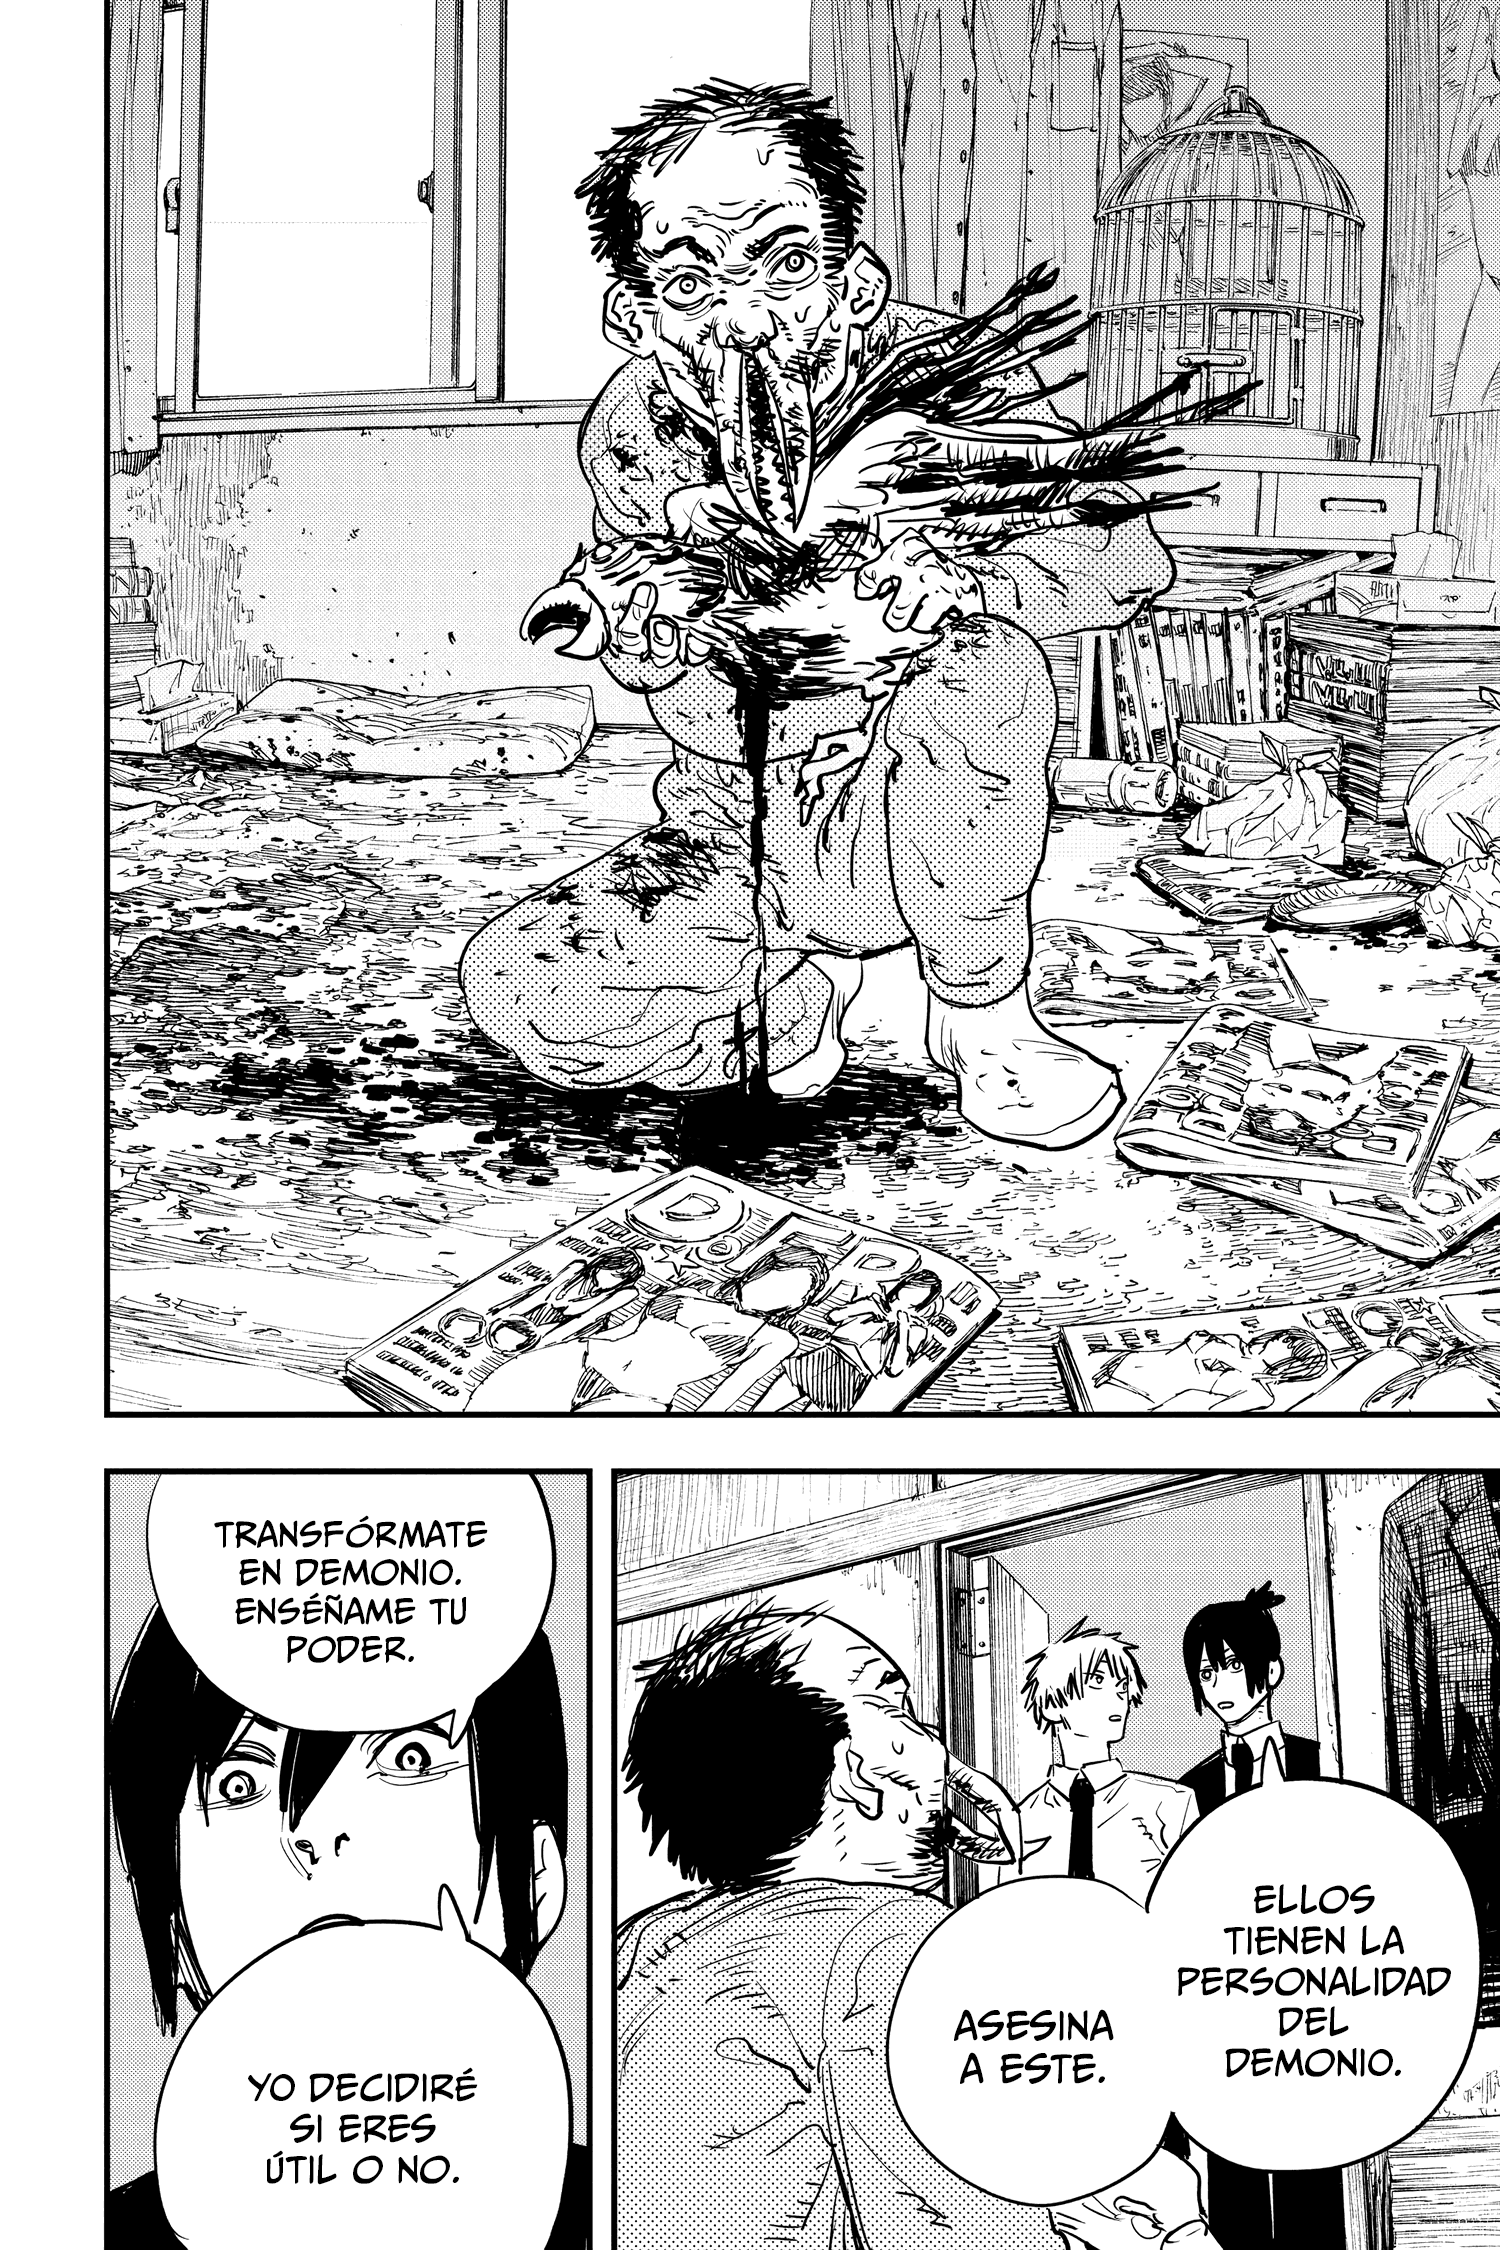 ELLOS
TIENEN LA
PERSONALIDAD
DEL
DEMONIO.
ASESINA
A ESTE.
TRANSFÓRMATE
EN DEMONIO.
ENSÉÑAME TU
PODER.
YO DECIDIRÉ
SI ERES
ÚTIL O NO.